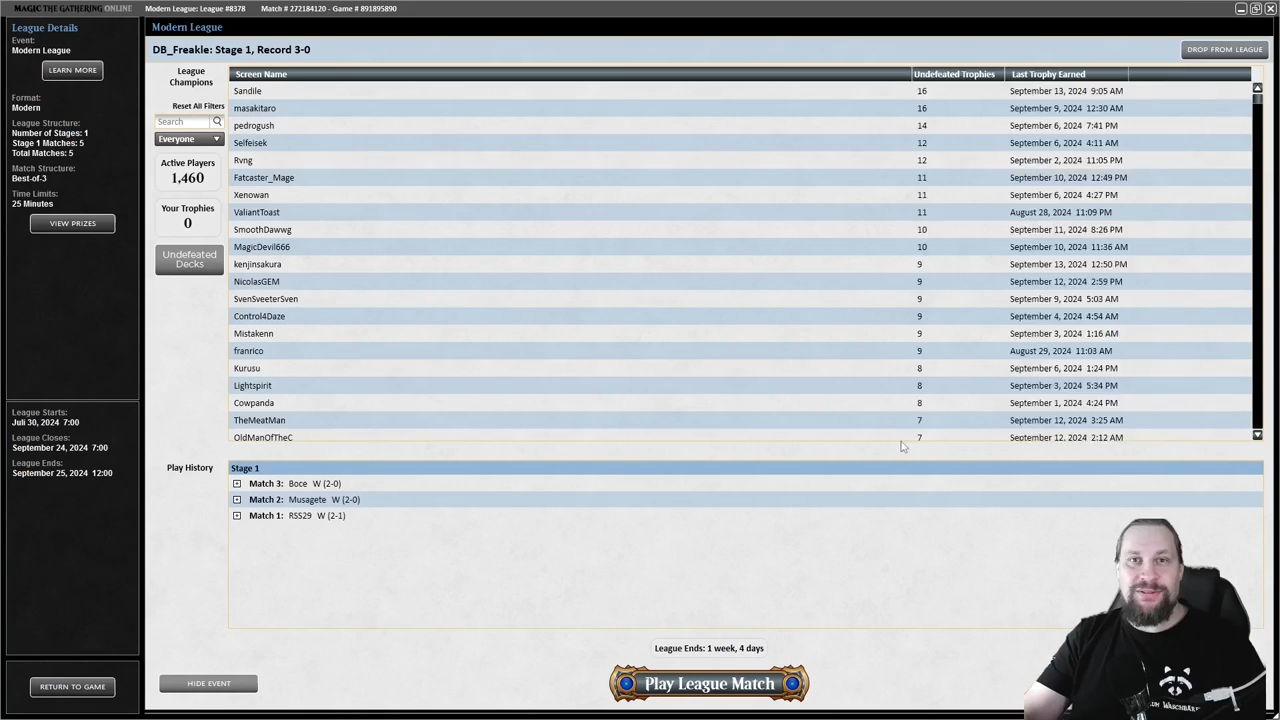 MAGIC THE GATHERING ONLINE
Modern League: League #8378
Match # 272184120 - Game # 891895890
League Details
Event:
Modern League
LEARN MORE
Format:
Modern
League Structure:
Number of Stages: 1
Stage 1 Matches: 5
Total Matches: 5
Match Structure:
Best-of-3
Time Limits:
25 Minutes
VIEW PRIZES
League Starts:
Juli 30, 2024 7:00
League Closes:
September 24, 2024 7:00
League Ends:
September 25, 2024 12:00
RETURN TO GAME
Modern League
DB_Freakle: Stage 1, Record 3-0
DROP FROM LEAGUE
League
Champions
Reset All Filters
Search
Everyone
Active Players
1,460
Your Trophies
0
Undefeated
Decks
Screen Name Undefeated Trophies Last Trophy Earned
Sandile 16 September 13, 2024 9:05 AM
masakitaro 16 September 9, 2024 12:30 AM
pedrogush 14 September 6, 2024 7:41 PM
Selfeisek 12 September 6, 2024 4:11 AM
Rvng 12 September 2, 2024 11:05 PM
Fatcaster_Mage 11 September 10, 2024 12:49 PM
Xenowan 11 September 6, 2024 4:27 PM
ValiantToast 11 August 28, 2024 11:09 PM
SmoothDawwg 10 September 11, 2024 8:26 PM
MagicDevil666 10 September 10, 2024 11:36 AM
kenjinsakura 9 September 13, 2024 12:50 PM
NicolasGEM 9 September 12, 2024 2:59 PM
SvenSveeterSven 9 September 9, 2024 5:03 AM
Control4Daze 9 September 4, 2024 4:54 AM
Mistakenn 9 September 3, 2024 1:16 AM
franrico 9 August 29, 2024 11:03 AM
Kurusu 8 September 6, 2024 1:24 PM
Lightspirit 8 September 3, 2024 5:34 PM
Cowpanda 8 September 1, 2024 4:24 PM
TheMeatMan 7 September 12, 2024 3:25 AM
OldManOfTheC 7 September 12, 2024 2:12 AM
Play History
Stage 1
Match 3: Boce W (2-0)
Match 2: Musagete W (2-0)
Match 1: RSS29 W (2-1)
League Ends: 1 week, 4 days
HIDE EVENT
Play League Match